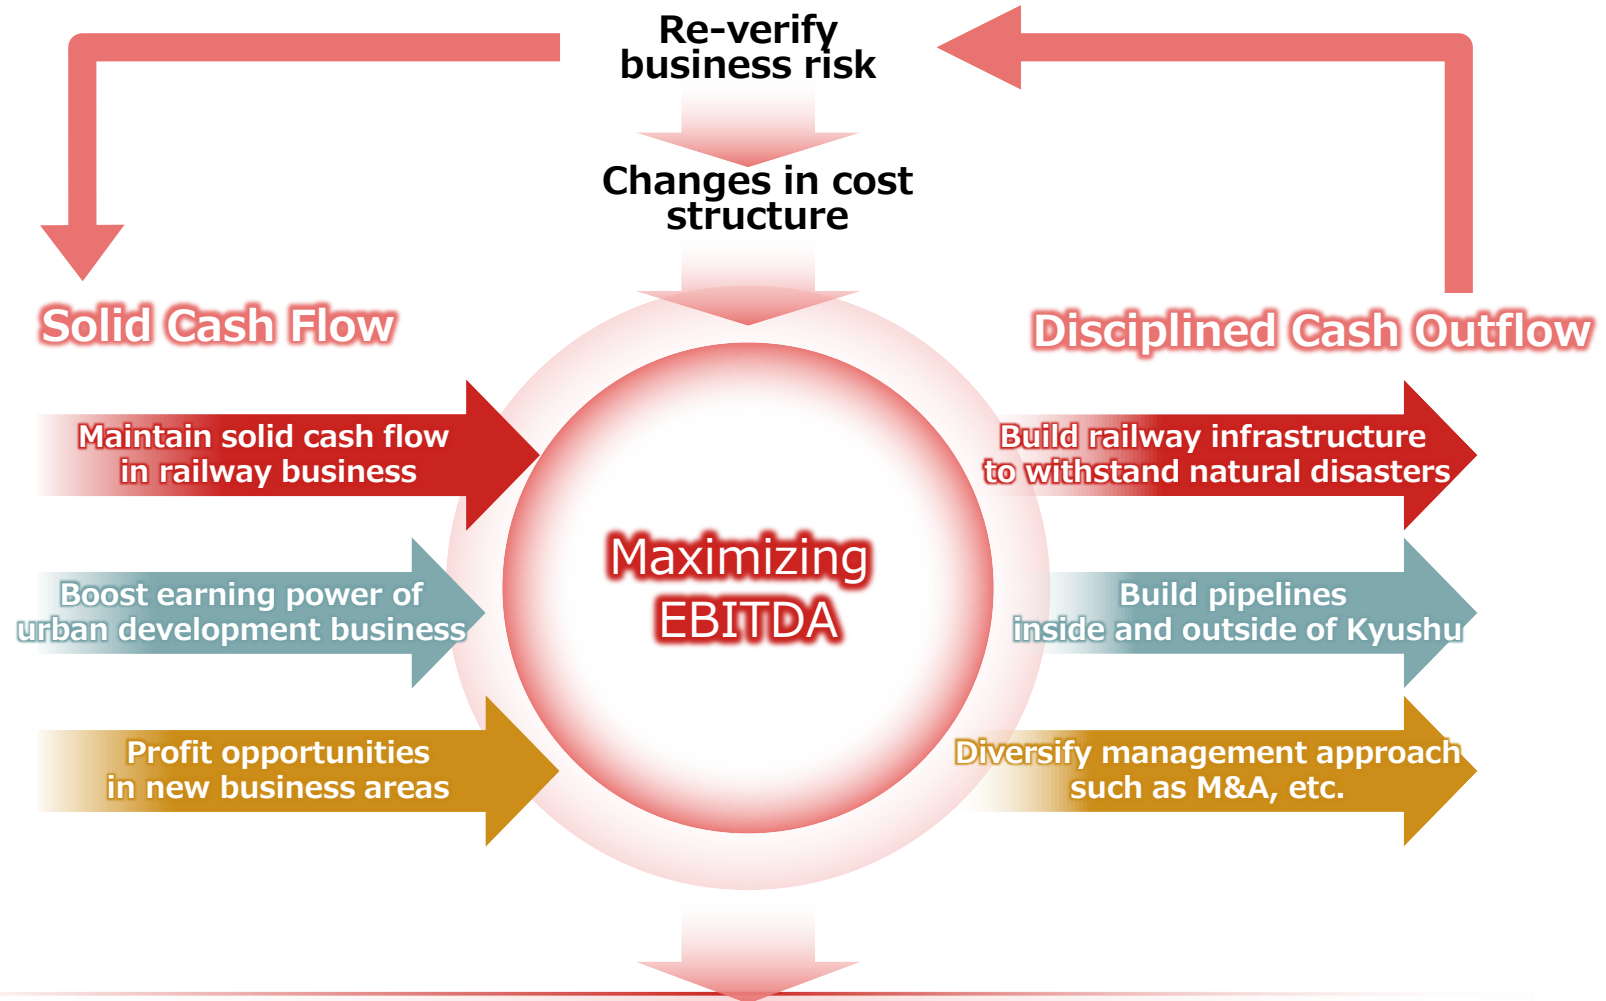 Re-verify
business risk
Changes in cost
structure
Solid Cash Flow
Maintain solid cash flow
in railway business
Boost earning power of
urban development business
Profit opportunities
in new business areas
Maximizing
EBITDA
Disciplined Cash Outflow
Build railway infrastructure
to withstand natural disasters
Build pipelines
inside and outside of Kyushu
Diversify management approach
such as M&A, etc.